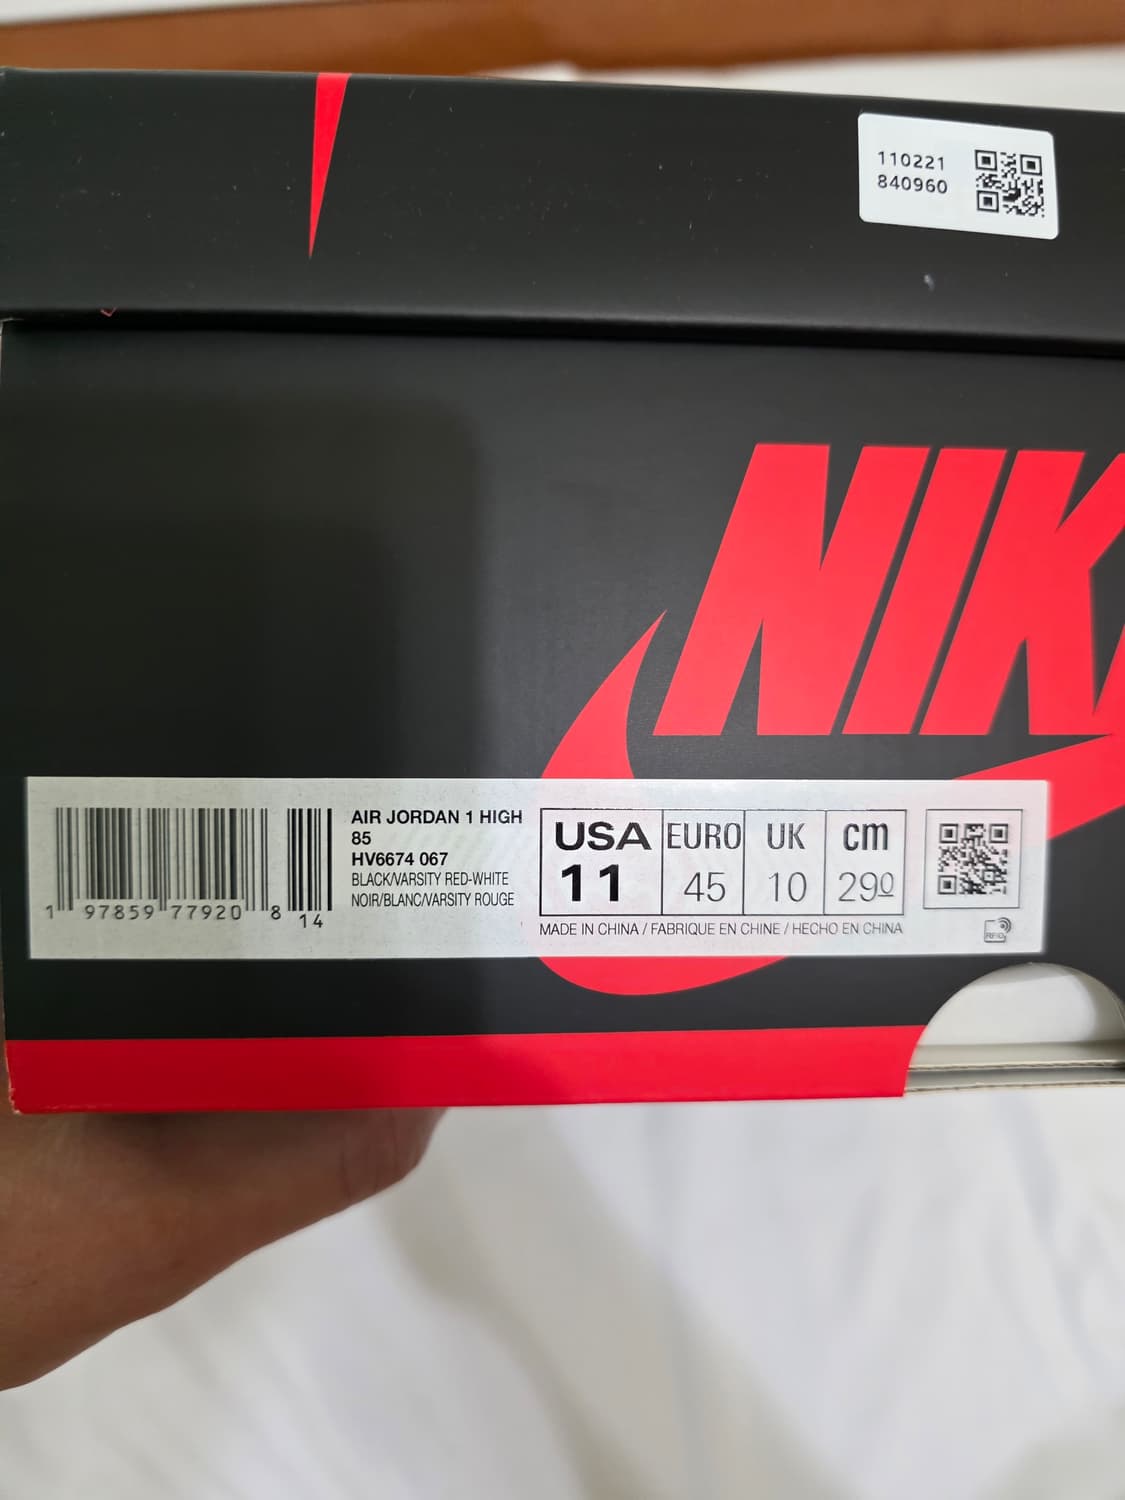 110221
840960
NIK
AIR JORDAN 1 HIGH
85
HV6674 067
BLACK/VARSITY RED-WHITE
NOIR/BLANC/VARSITY ROUGE
1 97859 77920 8
14
USA EURO UK cm
11 45 10 290
MADE IN CHINA / FABRIQUE EN CHINE / HECHO EN CHINA
RFID